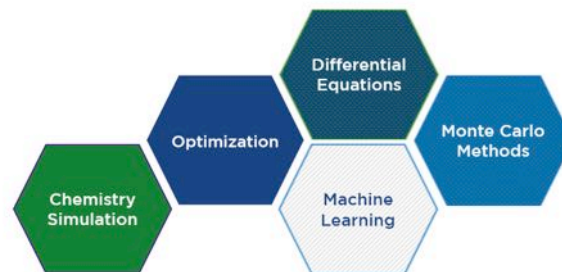 Differential
Equations
Optimization
Monte Carlo
Methods
Chemistry
Simulation
Machine
Learning